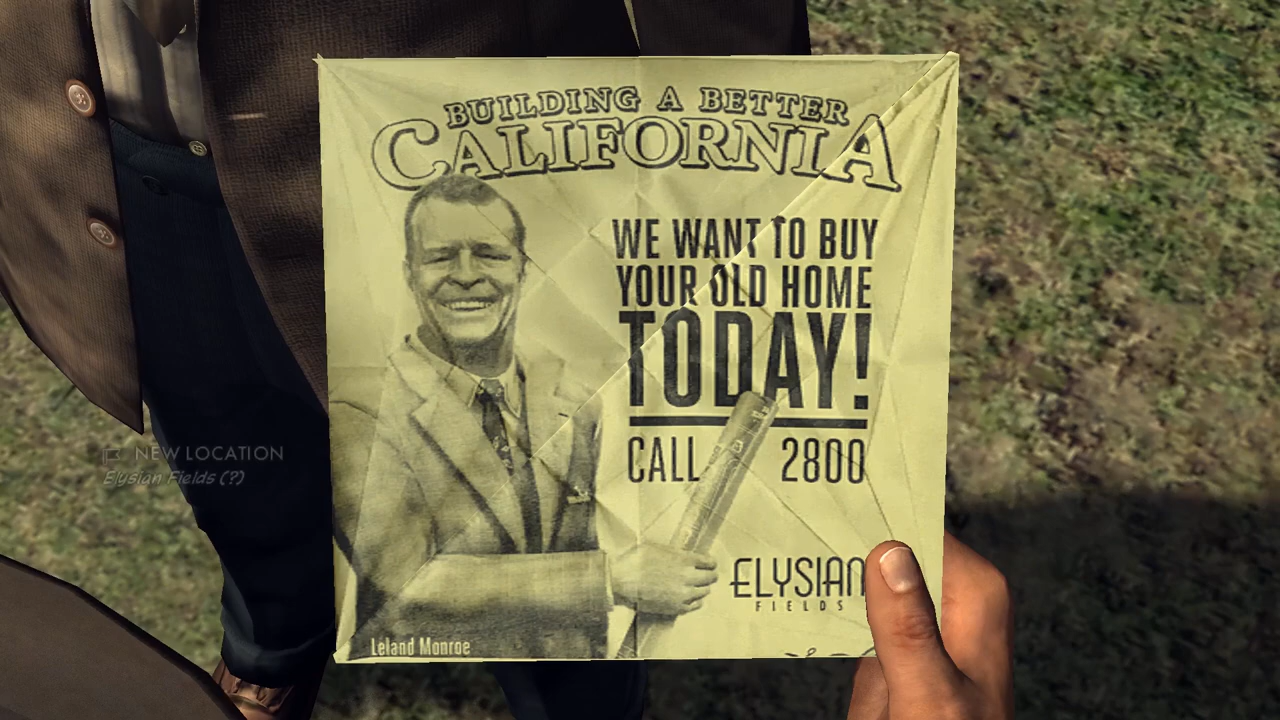 BUILDING A BETTER
CALIFORNIA
WE WANT TO BUY
YOUR OLD HOME
TODAY!
CALL 2800
ELYSIAN
FIELDS
Leland Monroe
NEW LOCATION
Elysian Fields (?)